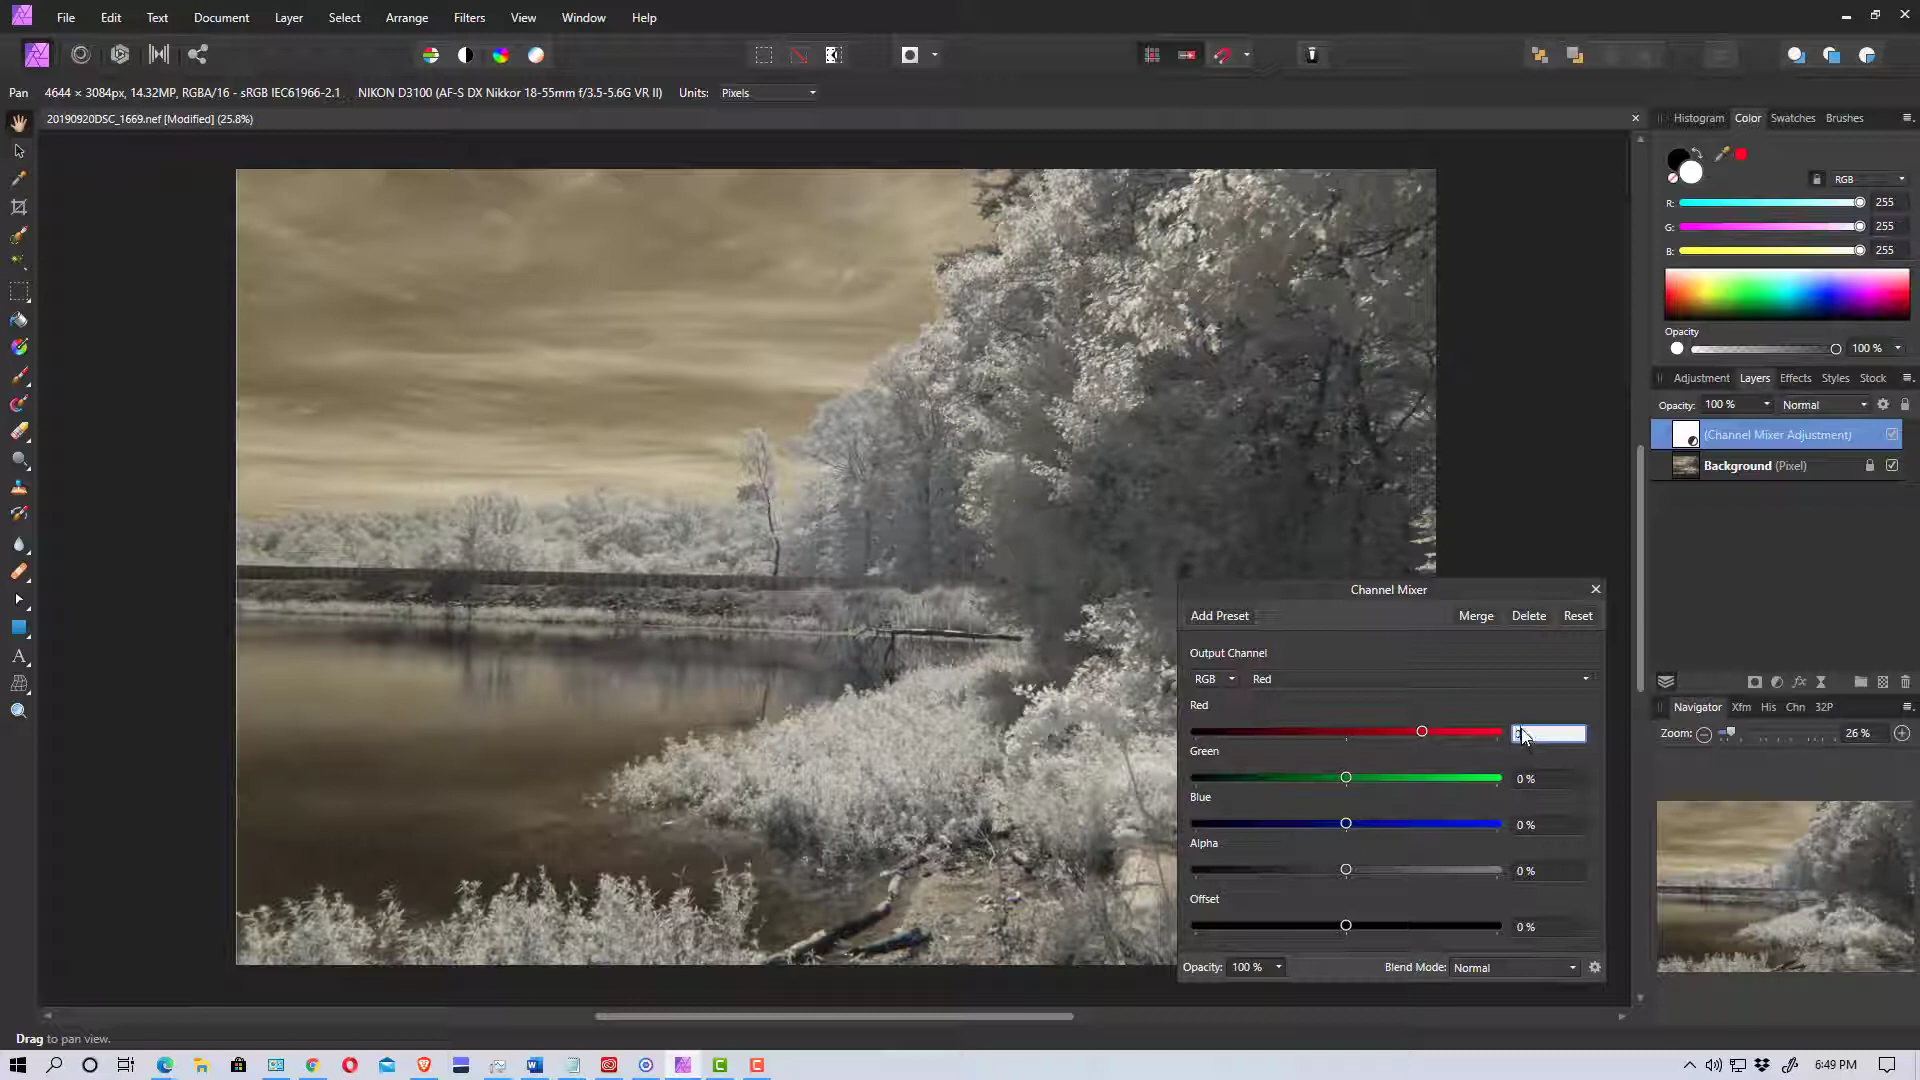 File Edit Text Document Layer Select Arrange Filters View Window Help
Pan 4644 × 3084px, 14.32MP, RGBA/16 - sRGB IEC61966-2.1 NIKON D3100 (AF-S DX Nikkor 18-55mm f/3.5-5.6G VR II) Units: Pixels
20190920DSC_1669.nef [Modified] (25.8%)
Histogram Color Swatches Brushes
RGB
R: 255
G: 255
B: 255
Opacity
100 %
Adjustment Layers Effects Styles Stock
Opacity: 100 % Normal
(Channel Mixer Adjustment)
Background (Pixel)
Channel Mixer
Add Preset Merge Delete Reset
Output Channel
RGB Red
Red
Green
0 %
Blue
0 %
Alpha
0 %
Offset
0 %
Opacity: 100 % Blend Mode: Normal
fx
Navigator Xfm His Chn 32P
Zoom: 26 %
Drag to pan view.
6:49 PM